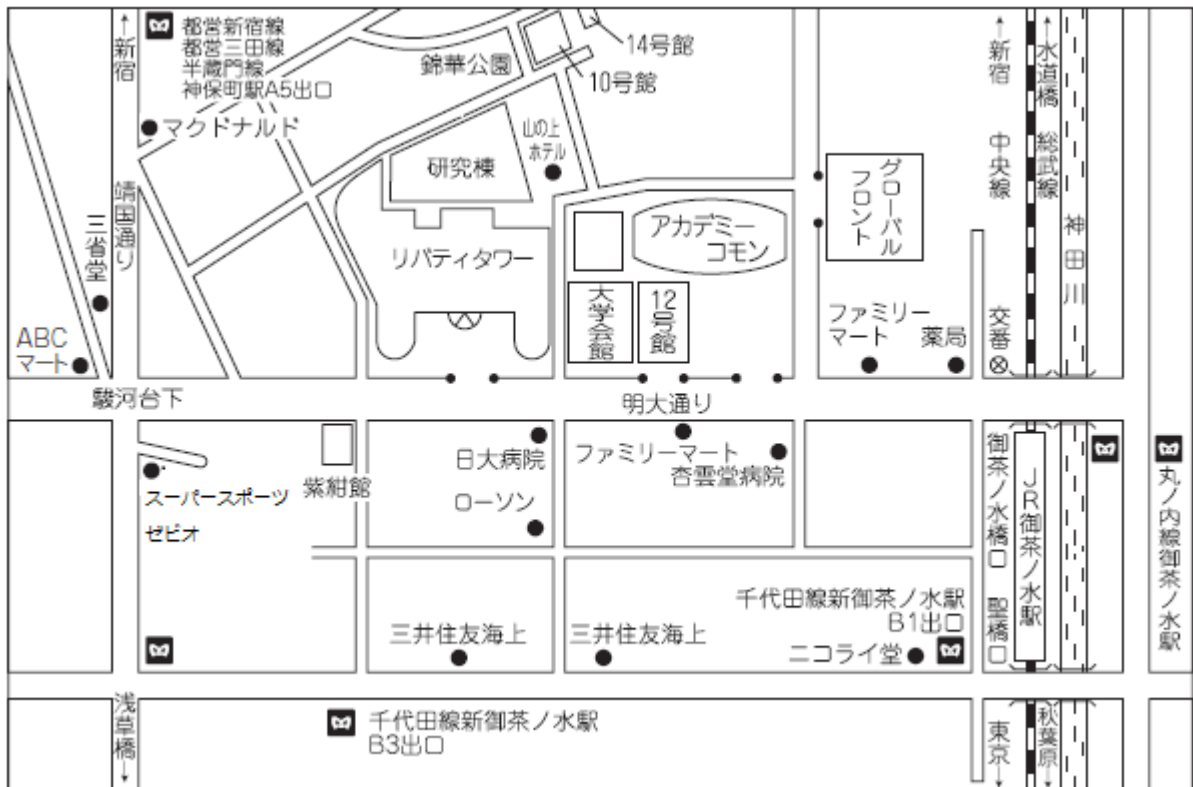 ←新宿
都営新宿線
都営三田線
半蔵門線
神保町駅A5出口
マクドナルド
靖国通り
三省堂
ABC
マート
駿河台下
錦華公園
14号館
10号館
山の上
ホテル
研究棟
リバティタワー
アカデミー
コモン
大学会館
12号館
グローバル
フロント
ファミリー
マート
薬局
←新宿
中央線
←水道橋
総武線
神田川
交番
明大通り
スーパースポーツ
ゼビオ
紫紺館
日大病院
ローソン
ファミリーマート
杏雲堂病院
御茶ノ水橋口
聖橋口
JR御茶ノ水駅
丸ノ内線御茶ノ水駅
千代田線新御茶ノ水駅
B1出口
ニコライ堂
三井住友海上
三井住友海上
浅草橋→
千代田線新御茶ノ水駅
B3出口
東京→
秋葉原→